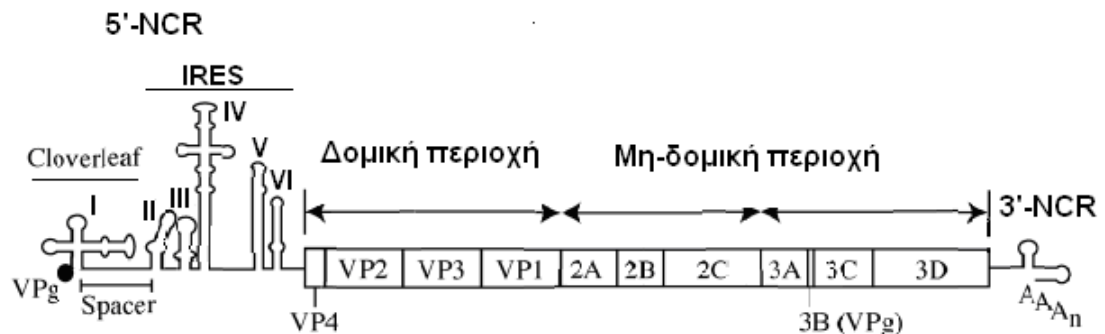 5'-NCR
IRES
IV
Cloverleaf
V
Δομική περιοχή
Μη-δομική περιοχή
I
II
III
VI
3'-NCR
VP2 VP3 VP1 2A 2B 2C 3A 3C 3D
VPg
Spacer
AAAn
VP4
3B (VPg)